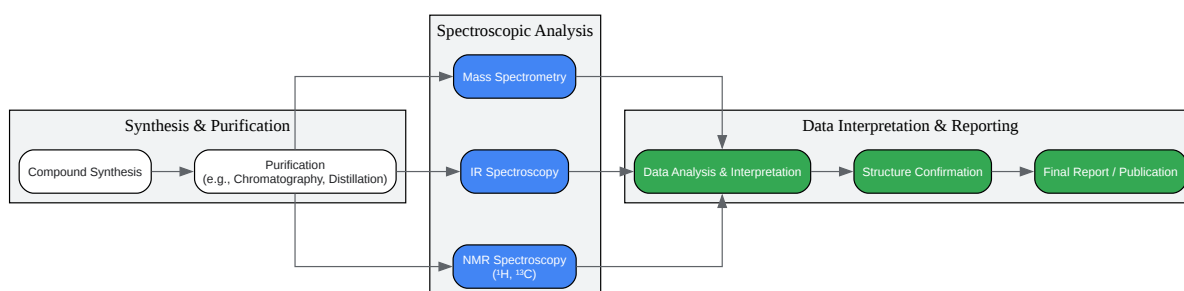 Spectroscopic Analysis
Mass Spectrometry
Synthesis & Purification
Data Interpretation & Reporting
Compound Synthesis
Purification
(e.g., Chromatography, Distillation)
IR Spectroscopy
Data Analysis & Interpretation
Structure Confirmation
Final Report / Publication
NMR Spectroscopy
(¹H, ¹³C)